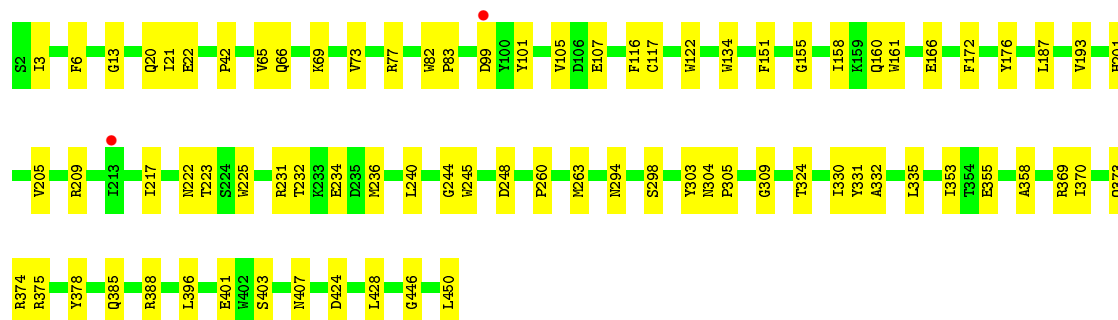 S2 I3 F6 G13 Q20 I21 E22 P42 V65 Q66 K69 V73 R77 W82 P83 D99 Y100 Y101 V105 D106 E107 F116 C117 W122 W134 F151 G155 I158 K159 Q160 W161 E166 F172 Y176 L187 V193 H201
V205 R209 I213 I217 N222 T223 S224 W225 R231 T232 K233 E234 D235 M236 L240 G244 W245 D248 P260 M263 N294 S298 Y303 N304 P305 G309 T324 I330 Y331 A332 L335 I353 T354 E355 A358 R369 I370
R374 R375 Y378 Q385 R388 L396 E401 W402 S403 N407 D424 L428 G446 L450